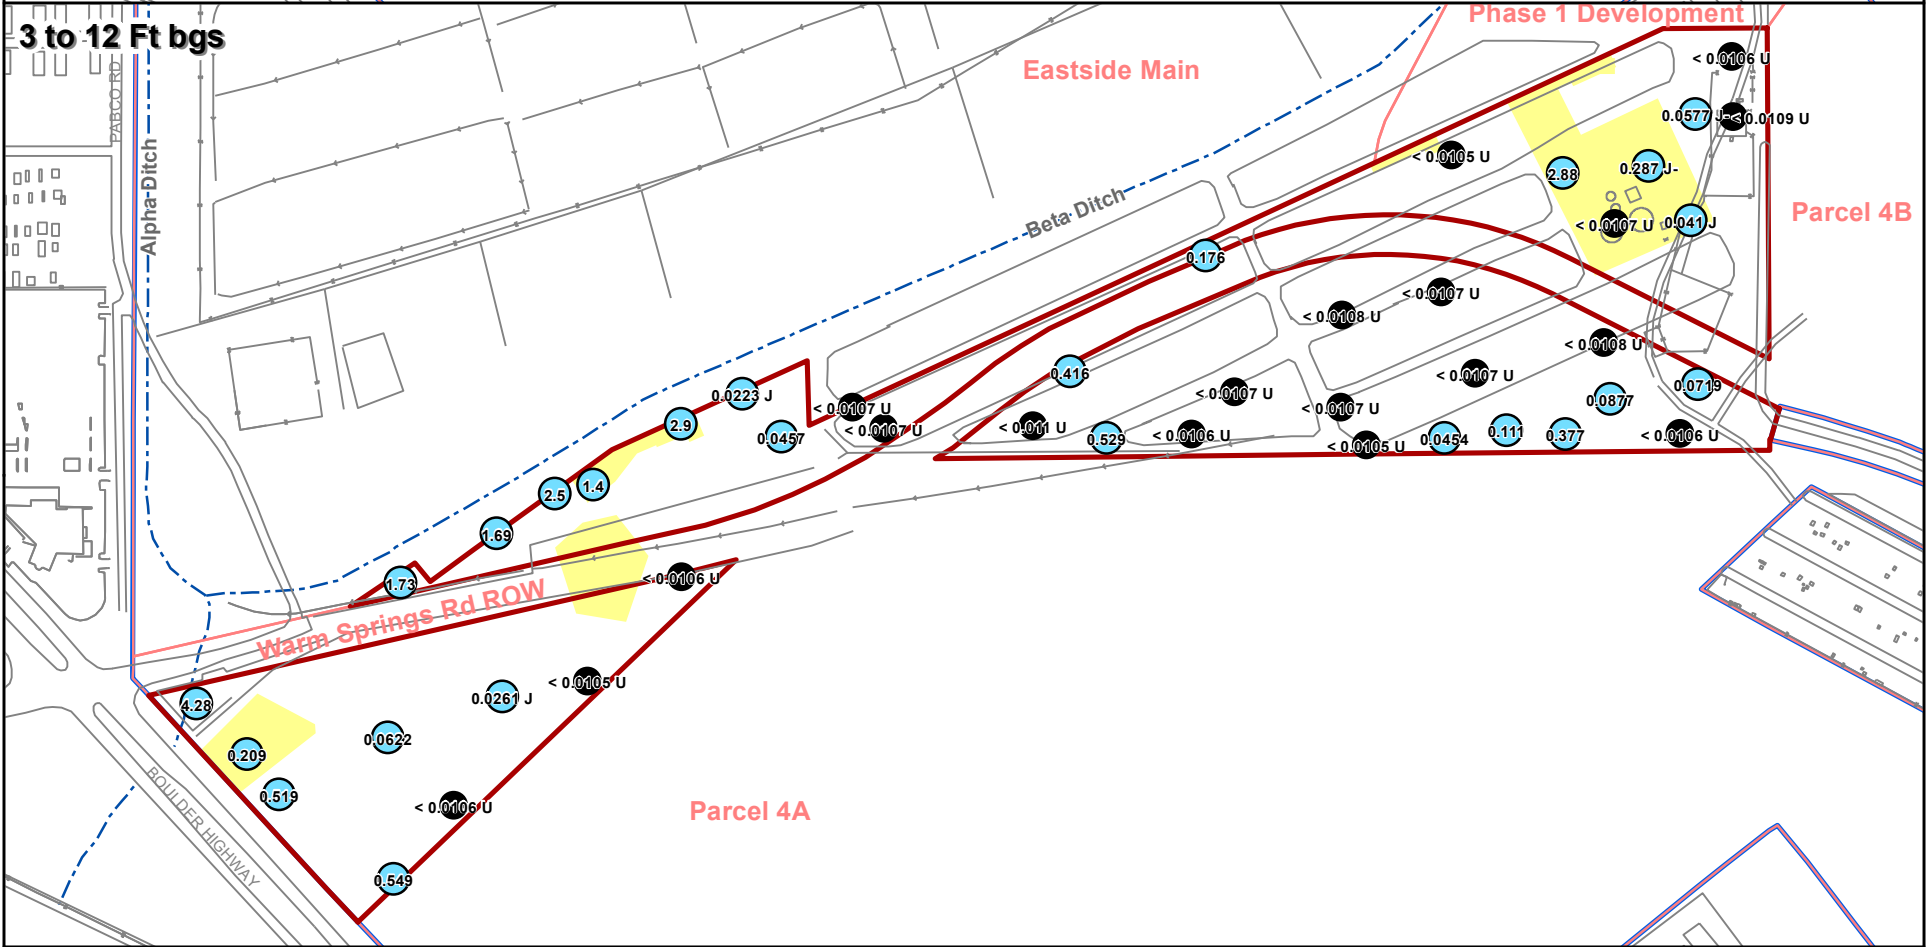 Phase 1 Development
3 to 12 Ft bgs
< 0.0106 U
Eastside Main
PABCO RD
0.0577 J-
< 0.0109 U
Alpha Ditch
< 0.0105 U
2.88
0.287 J-
Beta Ditch
Parcel 4B
< 0.0107 U
0.041 J
0.176
< 0.0107 U
< 0.0108 U
< 0.0108 U
0.416
< 0.0107 U
0.0719
0.0223 J
< 0.0107 U
0.0877
< 0.0107 U
< 0.0107 U
2.9
< 0.0107 U
< 0.011 U
0.0457
0.529
< 0.0106 U
< 0.0105 U
0.0454
0.111
0.377
< 0.0106 U
1.4
2.5
1.69
1.73
< 0.0106 U
Warm Springs Rd ROW
< 0.0105 U
0.0261 J
4.28
0.0622
0.209
0.519
< 0.0106 U
Parcel 4A
BOULDER HIGHWAY
0.549